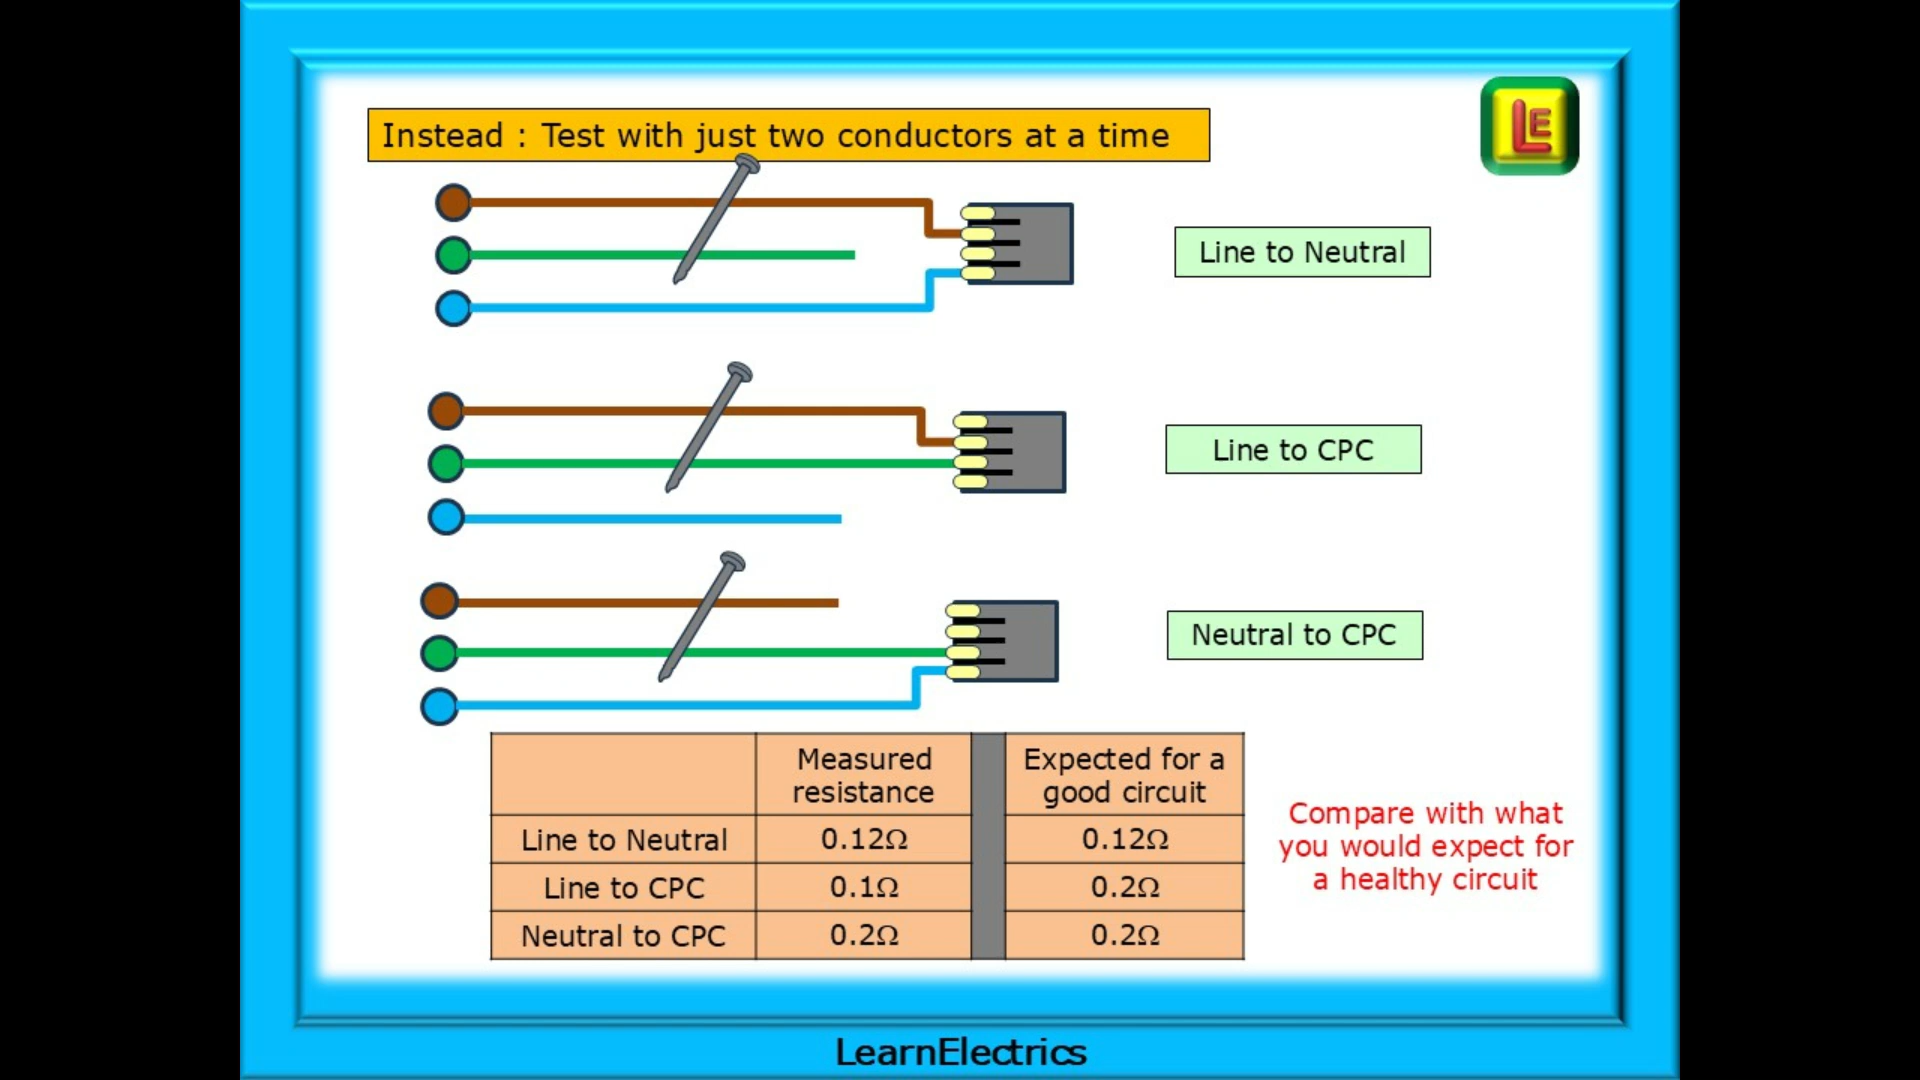 Instead : Test with just two conductors at a time
LE
Line to Neutral
Line to CPC
Neutral to CPC
Measured resistance
Expected for a good circuit
Line to Neutral 0.12Ω 0.12Ω
Line to CPC 0.1Ω 0.2Ω
Neutral to CPC 0.2Ω 0.2Ω
Compare with what
you would expect for
a healthy circuit
LearnElectrics